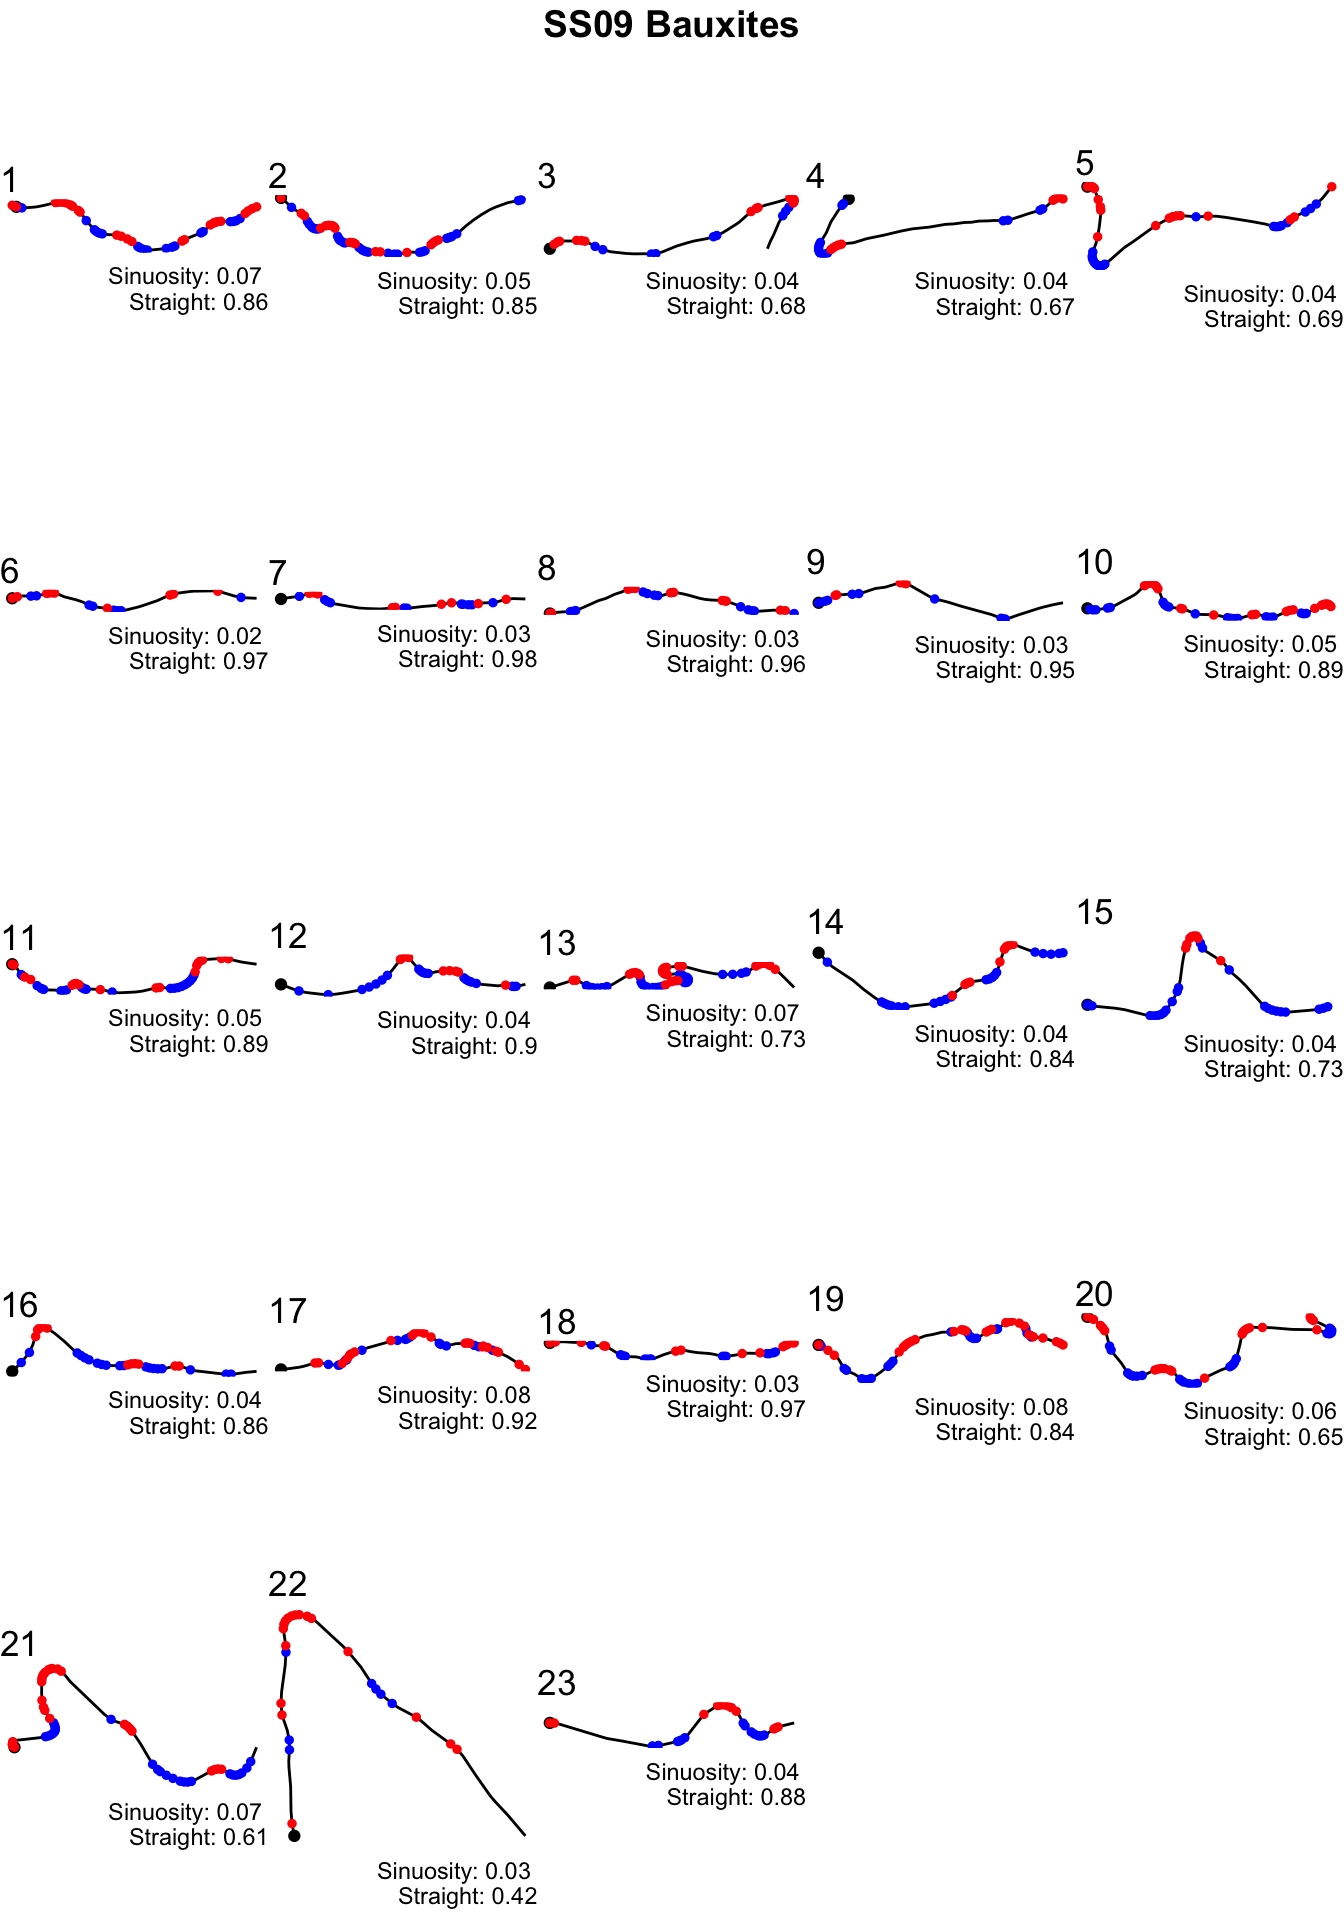 SS09 Bauxites
1
Sinuosity: 0.07
Straight: 0.86
2
Sinuosity: 0.05
Straight: 0.85
3
Sinuosity: 0.04
Straight: 0.68
4
Sinuosity: 0.04
Straight: 0.67
5
Sinuosity: 0.04
Straight: 0.69
6
Sinuosity: 0.02
Straight: 0.97
7
Sinuosity: 0.03
Straight: 0.98
8
Sinuosity: 0.03
Straight: 0.96
9
Sinuosity: 0.03
Straight: 0.95
10
Sinuosity: 0.05
Straight: 0.89
11
Sinuosity: 0.05
Straight: 0.89
12
Sinuosity: 0.04
Straight: 0.9
13
Sinuosity: 0.07
Straight: 0.73
14
Sinuosity: 0.04
Straight: 0.84
15
Sinuosity: 0.04
Straight: 0.73
16
Sinuosity: 0.04
Straight: 0.86
17
Sinuosity: 0.08
Straight: 0.92
18
Sinuosity: 0.03
Straight: 0.97
19
Sinuosity: 0.08
Straight: 0.84
20
Sinuosity: 0.06
Straight: 0.65
21
Sinuosity: 0.07
Straight: 0.61
22
Sinuosity: 0.03
Straight: 0.42
23
Sinuosity: 0.04
Straight: 0.88